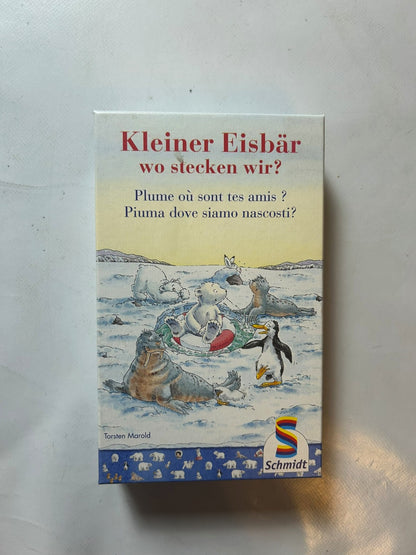 Kleiner Eisbär
wo stecken wir?
Plume où sont tes amis ?
Piuma dove siamo nascosti?
Torsten Marold
Schmidt